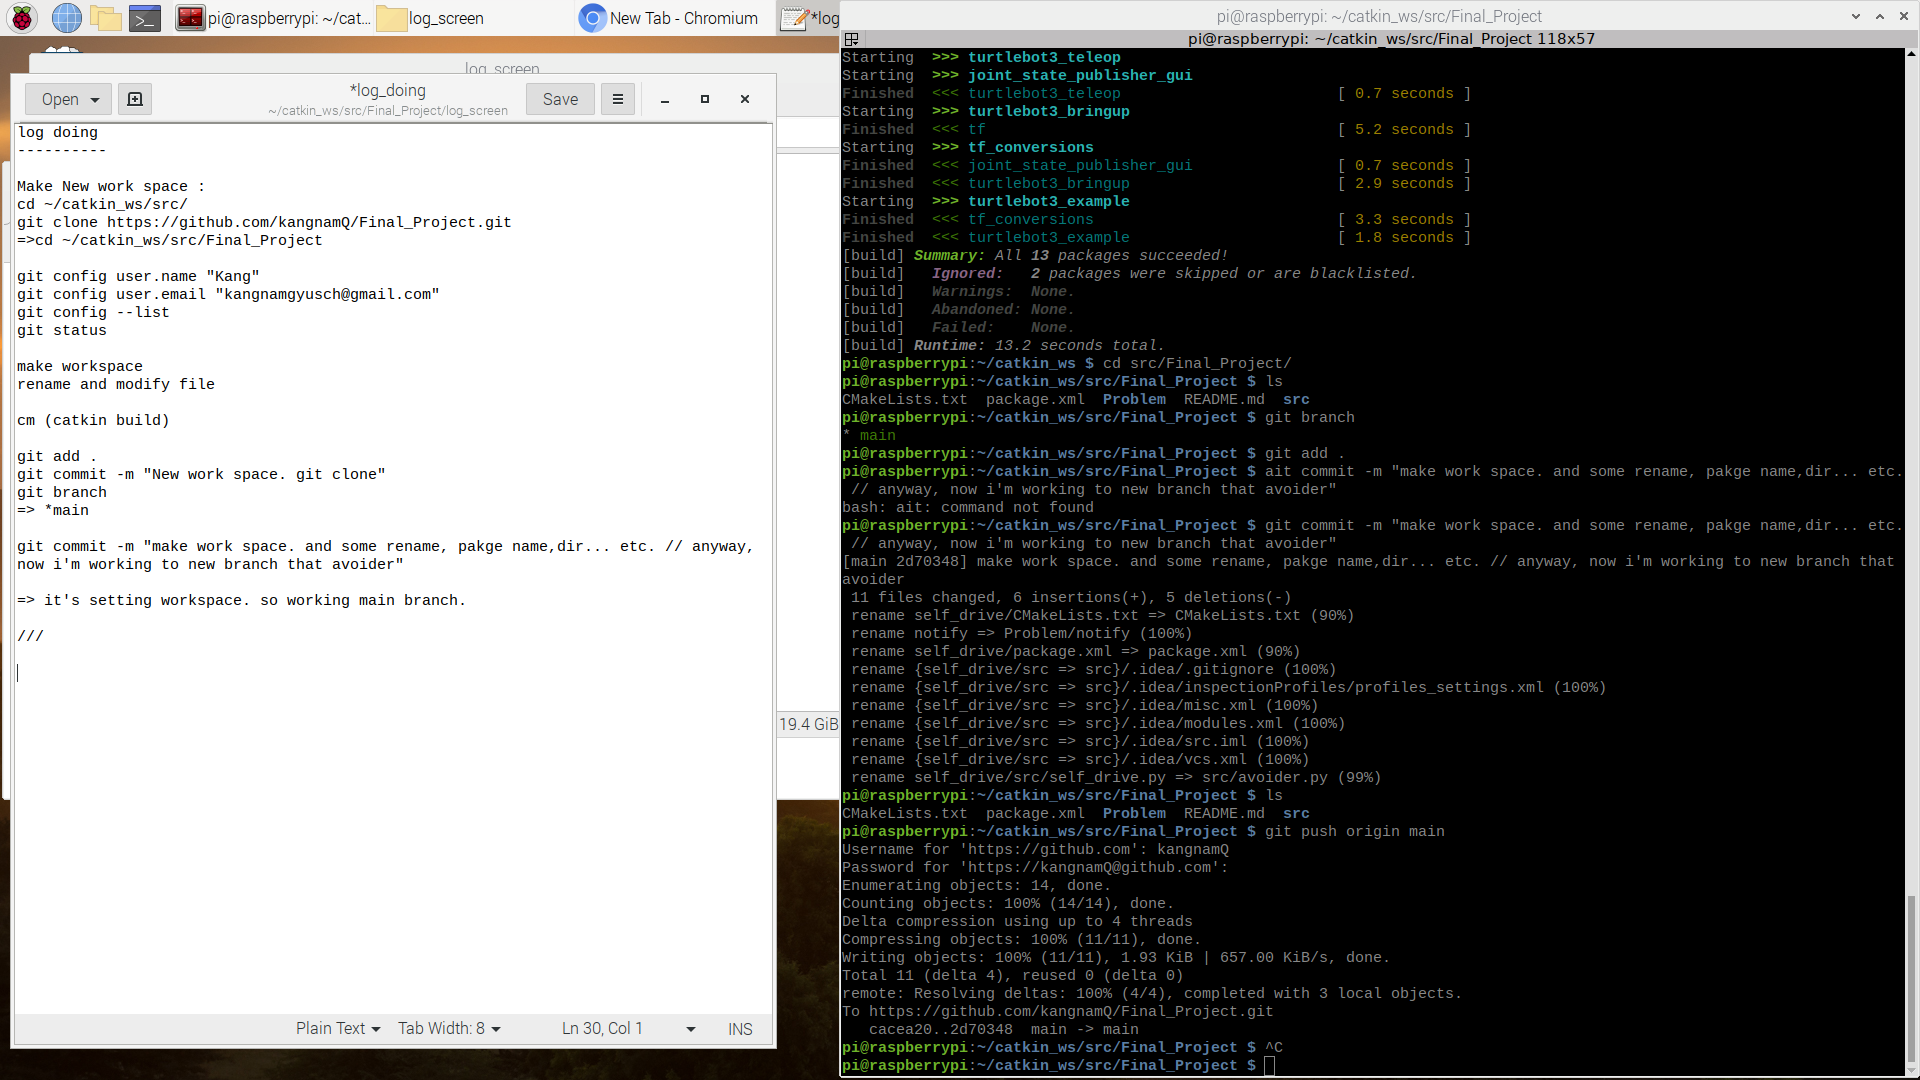 pi@raspberrypi: ~/cat...
log_screen
New Tab - Chromium
*log
log_screen
Open
*log_doing
~/catkin_ws/src/Final_Project/log_screen
Save
log doing
----------
Make New work space :
cd ~/catkin_ws/src/
git clone https://github.com/kangnamQ/Final_Project.git
=>cd ~/catkin_ws/src/Final_Project
git config user.name "Kang"
git config user.email "kangnamgyusch@gmail.com"
git config --list
git status
make workspace
rename and modify file
cm (catkin build)
git add .
git commit -m "New work space. git clone"
git branch
=> *main
git commit -m "make work space. and some rename, pakge name,dir... etc. // anyway,
now i'm working to new branch that avoider"
=> it's setting workspace. so working main branch.
///
Plain Text
Tab Width: 8
Ln 30, Col 1
INS
19.4 GiB
pi@raspberrypi: ~/catkin_ws/src/Final_Project
pi@raspberrypi: ~/catkin_ws/src/Final_Project 118x57
Starting  >>> turtlebot3_teleop
Starting  >>> joint_state_publisher_gui
Finished  <<< turtlebot3_teleop                        [ 0.7 seconds ]
Starting  >>> turtlebot3_bringup
Finished  <<< tf                                       [ 5.2 seconds ]
Starting  >>> tf_conversions
Finished  <<< joint_state_publisher_gui                [ 0.7 seconds ]
Finished  <<< turtlebot3_bringup                       [ 2.9 seconds ]
Starting  >>> turtlebot3_example
Finished  <<< tf_conversions                           [ 3.3 seconds ]
Finished  <<< turtlebot3_example                       [ 1.8 seconds ]
[build] Summary: All 13 packages succeeded!
[build]   Ignored:   2 packages were skipped or are blacklisted.
[build]   Warnings:  None.
[build]   Abandoned: None.
[build]   Failed:    None.
[build] Runtime: 13.2 seconds total.
pi@raspberrypi:~/catkin_ws $ cd src/Final_Project/
pi@raspberrypi:~/catkin_ws/src/Final_Project $ ls
CMakeLists.txt  package.xml  Problem  README.md  src
pi@raspberrypi:~/catkin_ws/src/Final_Project $ git branch
* main
pi@raspberrypi:~/catkin_ws/src/Final_Project $ git add .
pi@raspberrypi:~/catkin_ws/src/Final_Project $ ait commit -m "make work space. and some rename, pakge name,dir... etc.
 // anyway, now i'm working to new branch that avoider"
bash: ait: command not found
pi@raspberrypi:~/catkin_ws/src/Final_Project $ git commit -m "make work space. and some rename, pakge name,dir... etc.
 // anyway, now i'm working to new branch that avoider"
[main 2d70348] make work space. and some rename, pakge name,dir... etc. // anyway, now i'm working to new branch that
avoider
 11 files changed, 6 insertions(+), 5 deletions(-)
 rename self_drive/CMakeLists.txt => CMakeLists.txt (90%)
 rename notify => Problem/notify (100%)
 rename self_drive/package.xml => package.xml (90%)
 rename {self_drive/src => src}/.idea/.gitignore (100%)
 rename {self_drive/src => src}/.idea/inspectionProfiles/profiles_settings.xml (100%)
 rename {self_drive/src => src}/.idea/misc.xml (100%)
 rename {self_drive/src => src}/.idea/modules.xml (100%)
 rename {self_drive/src => src}/.idea/src.iml (100%)
 rename {self_drive/src => src}/.idea/vcs.xml (100%)
 rename self_drive/src/self_drive.py => src/avoider.py (99%)
pi@raspberrypi:~/catkin_ws/src/Final_Project $ ls
CMakeLists.txt  package.xml  Problem  README.md  src
pi@raspberrypi:~/catkin_ws/src/Final_Project $ git push origin main
Username for 'https://github.com': kangnamQ
Password for 'https://kangnamQ@github.com':
Enumerating objects: 14, done.
Counting objects: 100% (14/14), done.
Delta compression using up to 4 threads
Compressing objects: 100% (11/11), done.
Writing objects: 100% (11/11), 1.93 KiB | 657.00 KiB/s, done.
Total 11 (delta 4), reused 0 (delta 0)
remote: Resolving deltas: 100% (4/4), completed with 3 local objects.
To https://github.com/kangnamQ/Final_Project.git
   cacea20..2d70348  main -> main
pi@raspberrypi:~/catkin_ws/src/Final_Project $ ^C
pi@raspberrypi:~/catkin_ws/src/Final_Project $